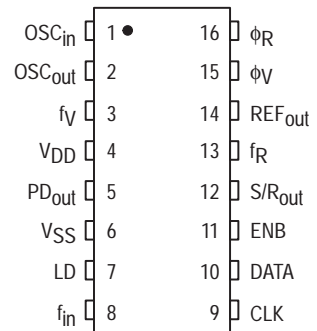 OSCin 1 16 ϕR
OSCout 2 15 ϕV
fV 3 14 REFout
VDD 4 13 fR
PDout 5 12 S/Rout
VSS 6 11 ENB
LD 7 10 DATA
fin 8 9 CLK